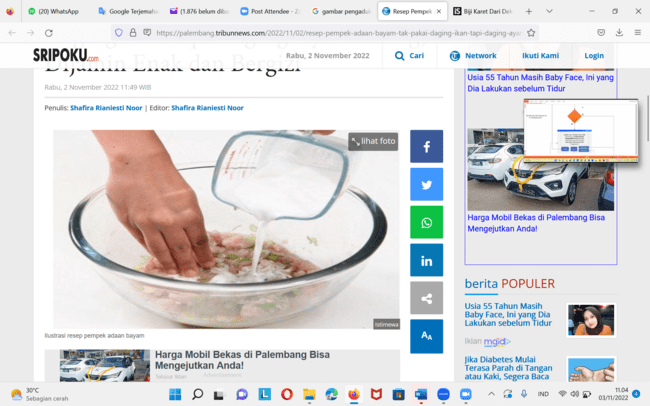 (20) WhatsApp
Google Terjemah
(1.876 belum diba
Post Attendee - Z
gambar pengaduk
Resep Pempek
Biji Karet Dari Dek
https://palembang.tribunnews.com/2022/11/02/resep-pempek-adaan-bayam-tak-pakai-daging-ikan-tapi-daging-aya
SRIPOKU.com
Rabu, 2 November 2022
Cari
Network
Ikuti Kami
Login
Dijamin Enak dan Bergizi
Rabu, 2 November 2022 11:49 WIB
Penulis: Shafira Rianiesti Noor | Editor: Shafira Rianiesti Noor
lihat foto
Istimewa
Ilustrasi resep pempek adaan bayam
Harga Mobil Bekas di Palembang Bisa
Mengejutkan Anda!
Usia 55 Tahun Masih Baby Face, Ini yang
Dia Lakukan sebelum Tidur
Harga Mobil Bekas di Palembang Bisa
Mengejutkan Anda!
berita POPULER
Usia 55 Tahun Masih
Baby Face, Ini yang Dia
Lakukan sebelum Tidur
Iklan mgid
Jika Diabetes Mulai
Terasa Parah di Tangan
atau Kaki, Segera Baca
AA
30°C
Sebagian cerah
IND
11.04
03/11/2022